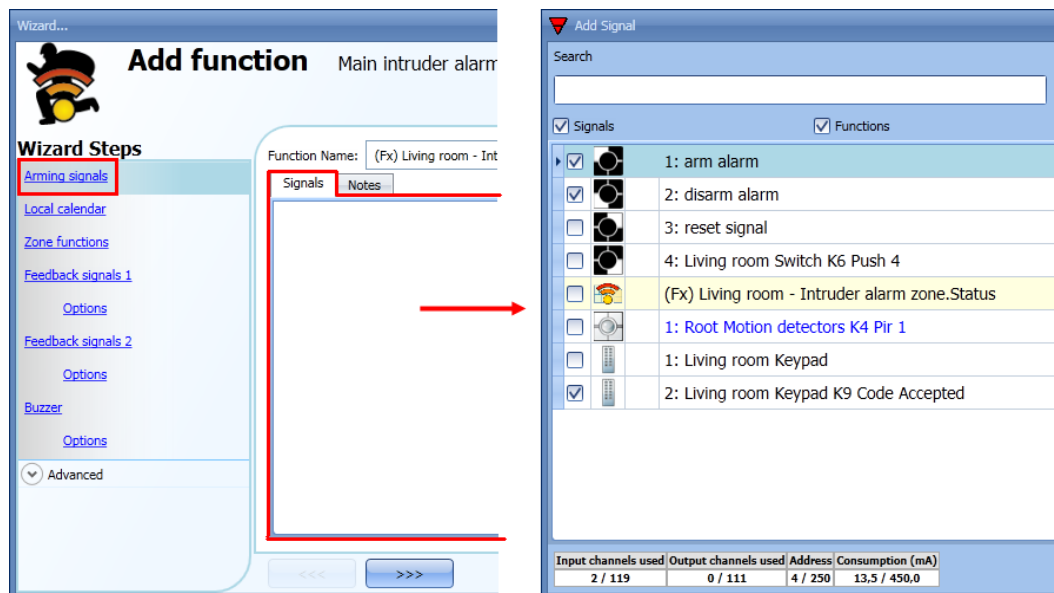 Wizard...
Add function Main intruder alarm
Wizard Steps
Arming signals
Local calendar
Zone functions
Feedback signals 1
Options
Feedback signals 2
Options
Buzzer
Options
Advanced
Function Name: (Fx) Living room - Int
Signals Notes
<<< >>>
Add Signal
Search
Signals Functions
1: arm alarm
2: disarm alarm
3: reset signal
4: Living room Switch K6 Push 4
(Fx) Living room - Intruder alarm zone.Status
1: Root Motion detectors K4 Pir 1
1: Living room Keypad
2: Living room Keypad K9 Code Accepted
Input channels used Output channels used Address Consumption (mA)
2 / 119 0 / 111 4 / 250 13,5 / 450,0